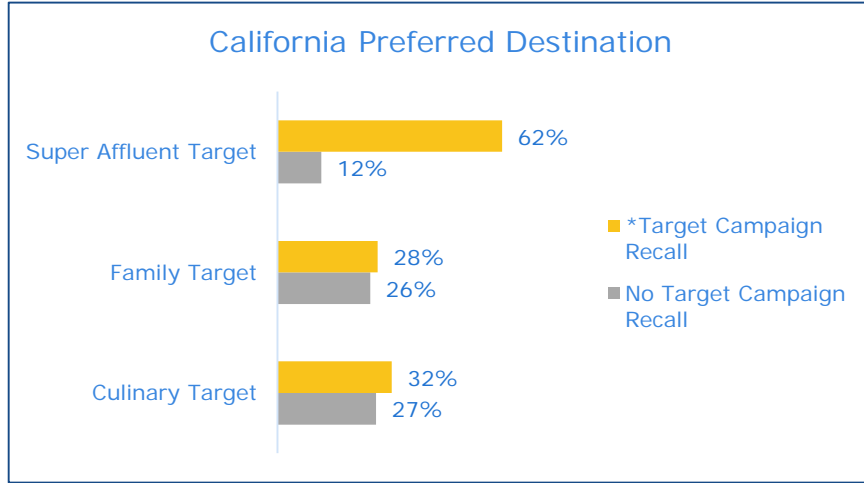 California Preferred Destination
Super Affluent Target
62%
12%
Family Target
28%
26%
Culinary Target
32%
27%
*Target Campaign
Recall
No Target Campaign
Recall